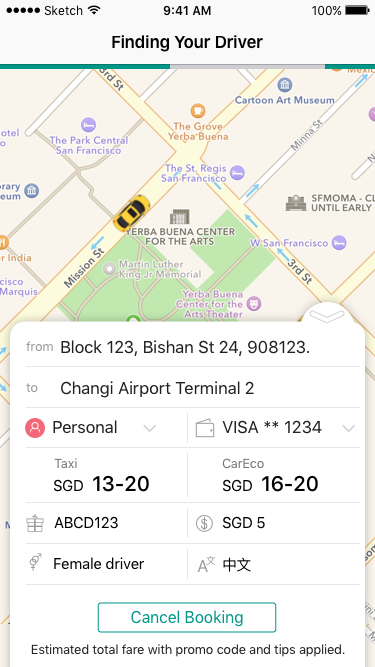 Sketch 9:41 AM 100%
Finding Your Driver
3rd St
Mexico
Cartoon Art Museum
The Grove
Yerba Buena
Minna St
The Park Central
San Francisco
The St. Regis
San Francisco
SFMOMA - CL
UNTIL EARLY
YERBA BUENA CENTER
FOR THE ARTS
W San Francisco
Mission St
Martin Luther
King Jr Memorial
3rd St
Marquis
Yerba Buena
Center for the
Arts Theater
from Block 123, Bishan St 24, 908123.
to Changi Airport Terminal 2
Personal VISA ** 1234
Taxi CarEco
SGD 13-20 SGD 16-20
ABCD123 SGD 5
Female driver 中文
Cancel Booking
Estimated total fare with promo code and tips applied.